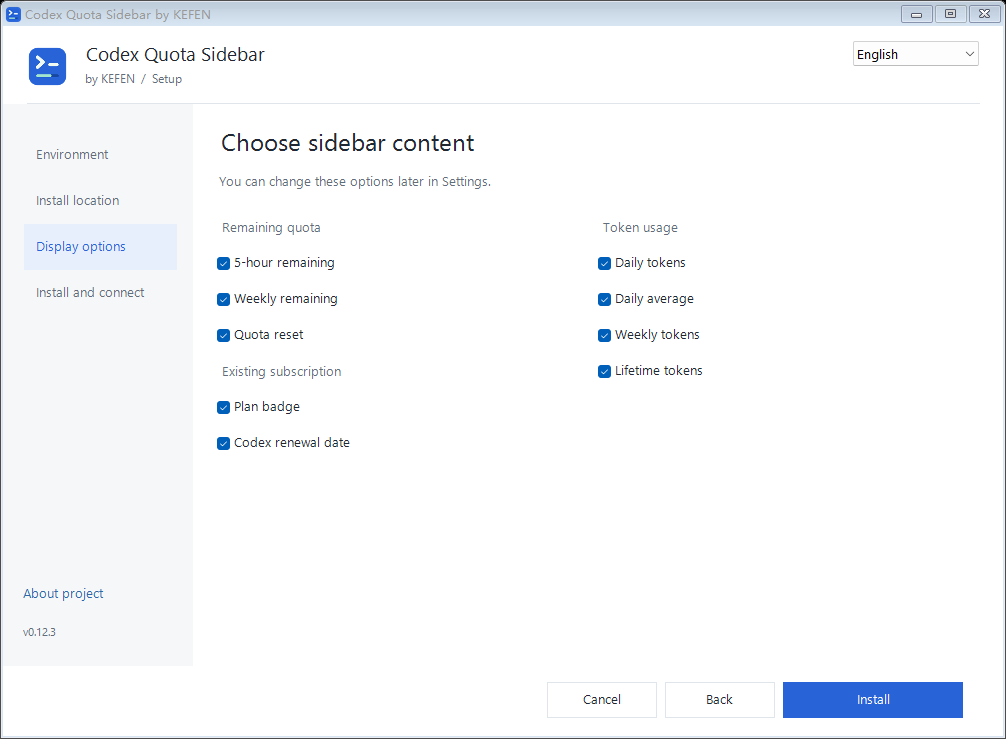 Codex Quota Sidebar by KEFEN
Codex Quota Sidebar
by KEFEN / Setup
English
Environment
Install location
Display options
Install and connect
About project
v0.12.3
Choose sidebar content
You can change these options later in Settings.
Remaining quota
5-hour remaining
Weekly remaining
Quota reset
Existing subscription
Plan badge
Codex renewal date
Token usage
Daily tokens
Daily average
Weekly tokens
Lifetime tokens
Cancel
Back
Install